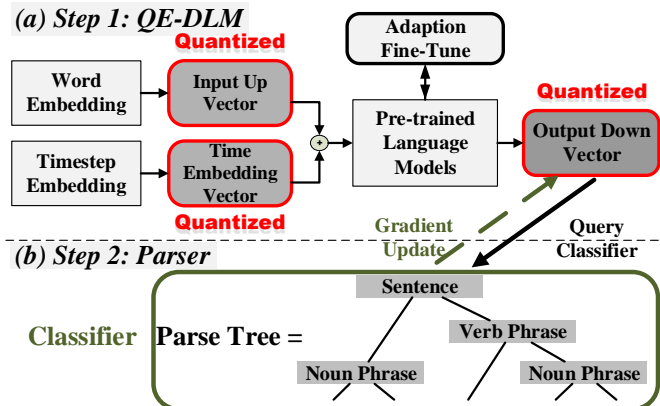 (a) Step 1: QE-DLM
Quantized
Adaption
Fine-Tune
Word
Embedding
Input Up
Vector
Quantized
Timestep
Embedding
Time
Embedding
Vector
+
Pre-trained
Language
Models
Output Down
Vector
Quantized
Gradient
Update
Query
Classifier
(b) Step 2: Parser
Sentence
Classifier Parse Tree =
Verb Phrase
Noun Phrase
Noun Phrase